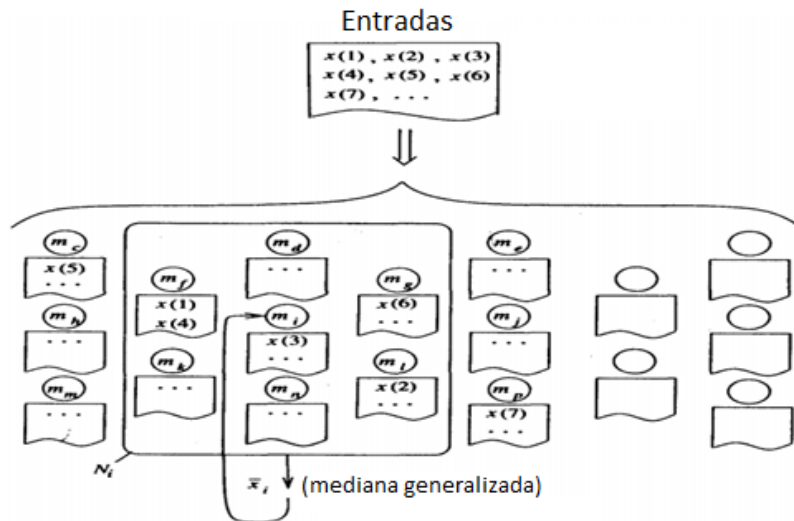 Entradas
x(1) , x(2) , x(3)
x(4) , x(5) , x(6)
x(7) , . . .
m_c
m_d
m_e
x(5)
. . .
. . .
. . .
m_f
m_g
x(1)
x(4)
x(6)
. . .
m_h
m_i
m_j
. . .
x(3)
. . .
. . .
m_k
m_l
. . .
x(2)
. . .
m_m
m_n
m_p
. . .
. . .
x(7)
. . .
N_i
x̄_i (mediana generalizada)